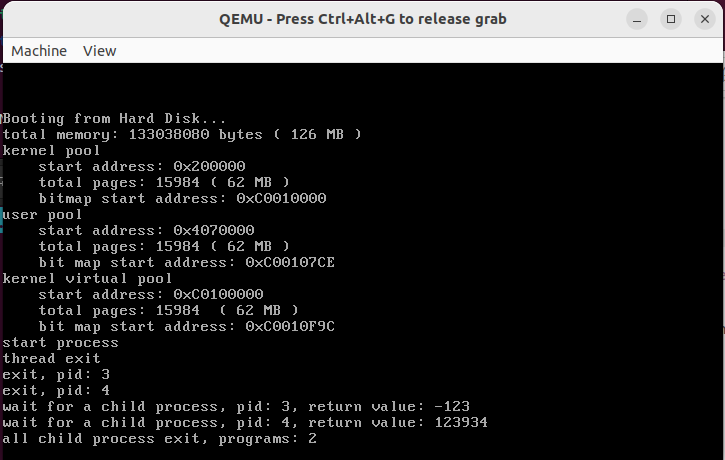 QEMU - Press Ctrl+Alt+G to release grab
Machine View
Booting from Hard Disk...
total memory: 133038080 bytes ( 126 MB )
kernel pool
    start address: 0x200000
    total pages: 15984 ( 62 MB )
    bitmap start address: 0xC0010000
user pool
    start address: 0x4070000
    total pages: 15984 ( 62 MB )
    bit map start address: 0xC00107CE
kernel virtual pool
    start address: 0xC0100000
    total pages: 15984  ( 62 MB )
    bit map start address: 0xC0010F9C
start process
thread exit
exit, pid: 3
exit, pid: 4
wait for a child process, pid: 3, return value: -123
wait for a child process, pid: 4, return value: 123934
all child process exit, programs: 2